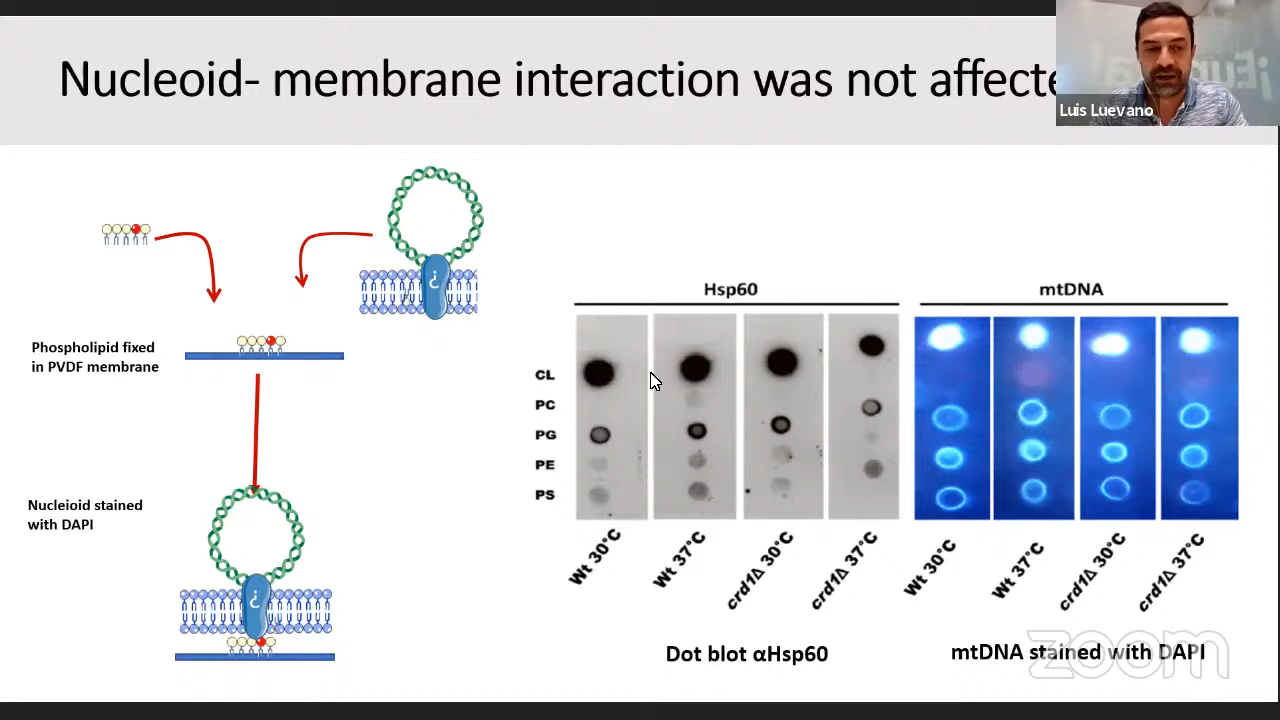 Nucleoid- membrane interaction was not affecte
Luis Luevano
¿
Phospholipid fixed
in PVDF membrane
Nucleioid stained
with DAPI
¿
Hsp60
mtDNA
CL
PC
PG
PE
PS
Wt 30°C
Wt 37°C
crd1Δ 30°C
crd1Δ 37°C
Wt 30°C
Wt 37°C
crd1Δ 30°C
crd1Δ 37°C
Dot blot αHsp60
mtDNA stained with DAPI
zoom